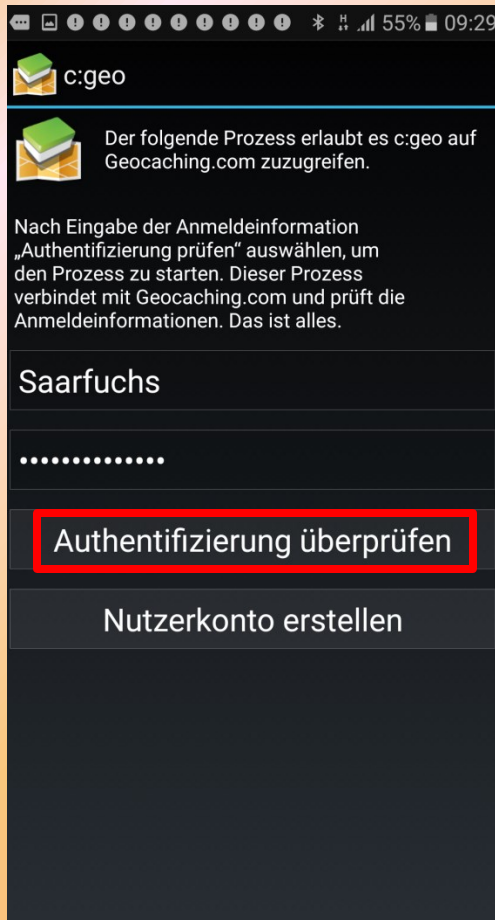 55% 09:29
c:geo
Der folgende Prozess erlaubt es c:geo auf
Geocaching.com zuzugreifen.
Nach Eingabe der Anmeldeinformation
„Authentifizierung prüfen“ auswählen, um
den Prozess zu starten. Dieser Prozess
verbindet mit Geocaching.com und prüft die
Anmeldeinformationen. Das ist alles.
Saarfuchs
••••••••••••••
Authentifizierung überprüfen
Nutzerkonto erstellen